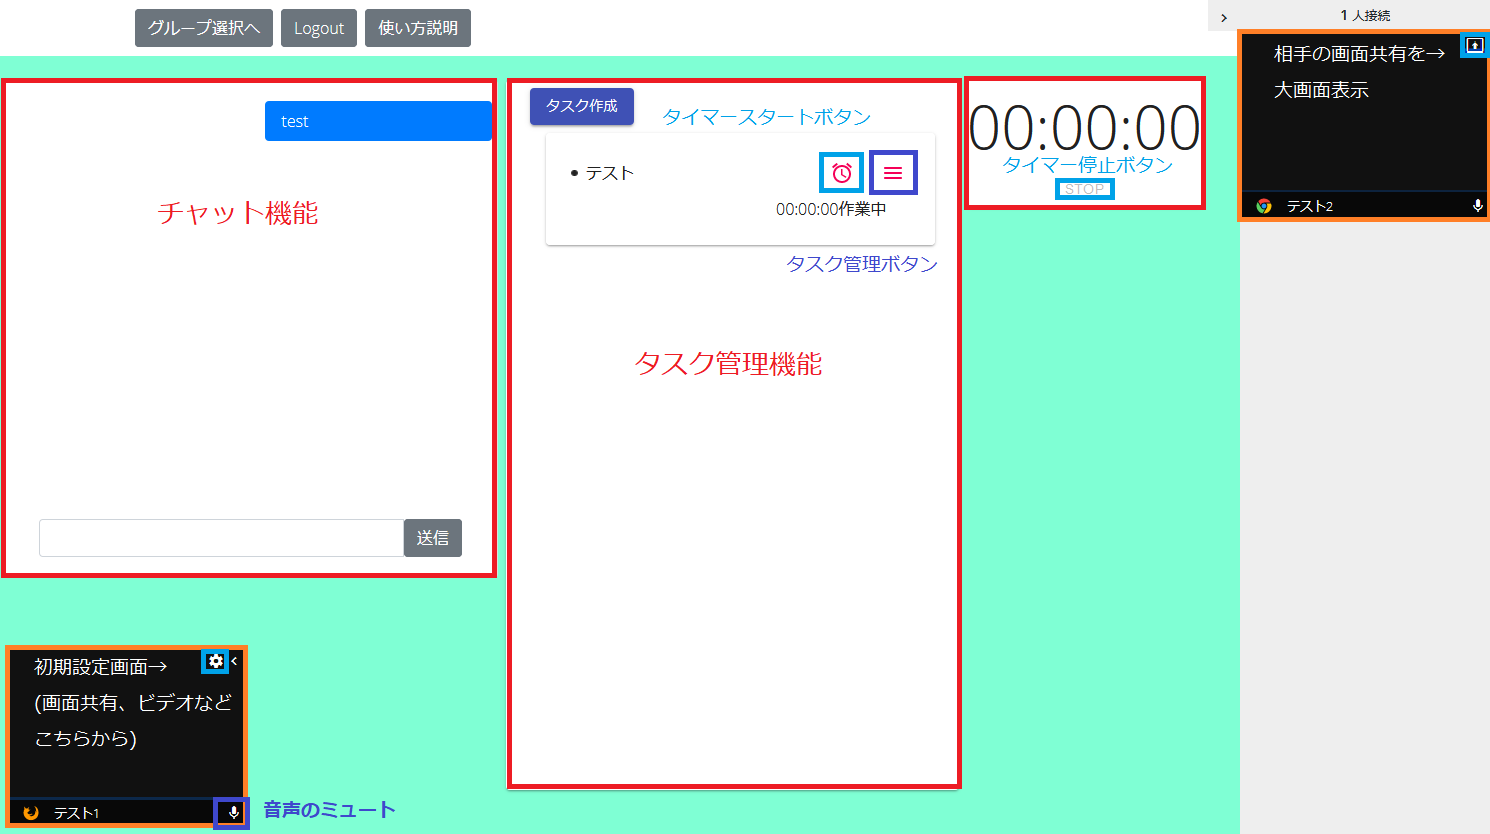 グループ選択へ Logout 使い方説明
1 人接続
相手の画面共有を→
大画面表示
テスト2
test
チャット機能
送信
タスク作成
タイマースタートボタン
• テスト
00:00:00作業中
タスク管理ボタン
タスク管理機能
00:00:00
タイマー停止ボタン
STOP
初期設定画面→
(画面共有、ビデオなど
こちらから)
テスト1
音声のミュート